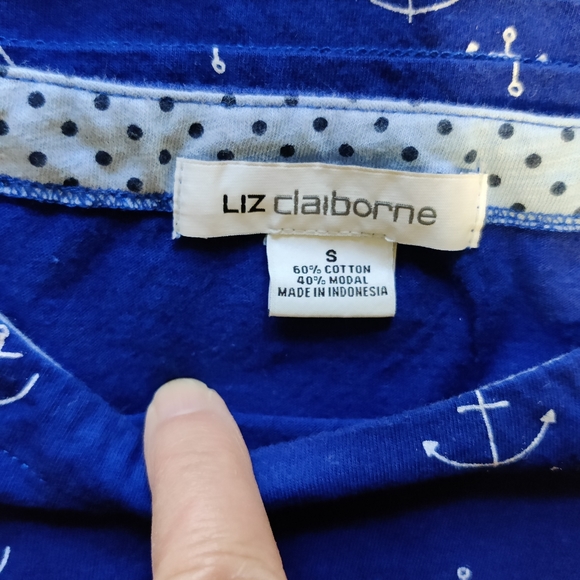 LIZ claiborne
S
60% COTTON
40% MODAL
MADE IN INDONESIA